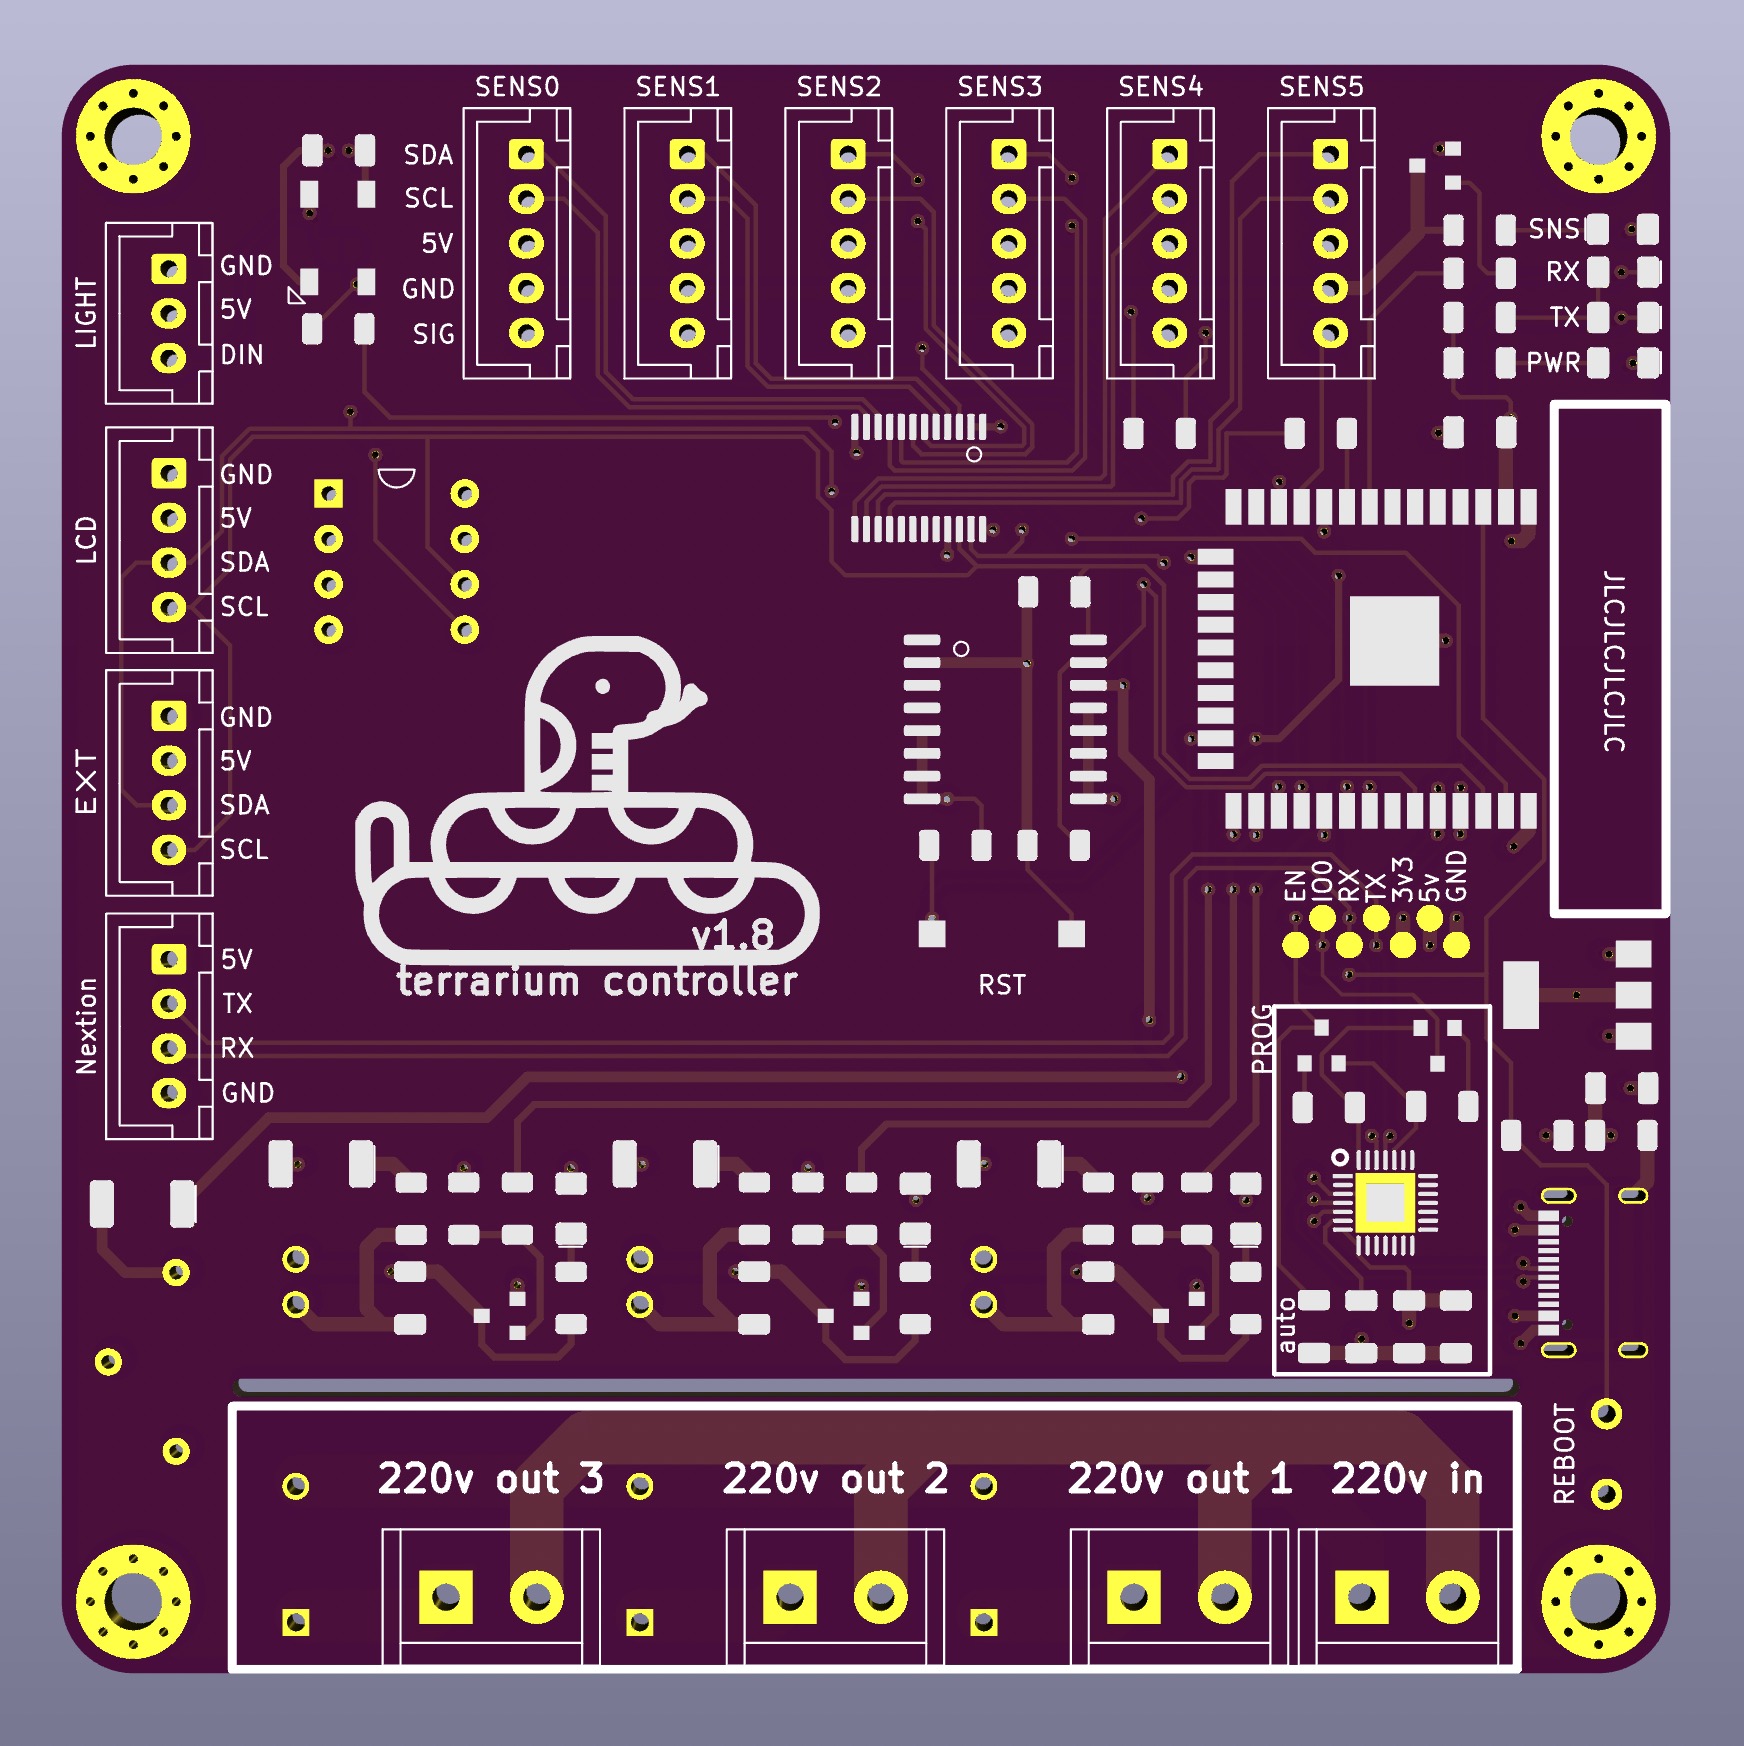 SENS0 SENS1 SENS2 SENS3 SENS4 SENS5
SDA
SCL
5V
GND
SIG
LIGHT
GND
5V
DIN
SNS
RX
TX
PWR
LCD
GND
5V
SDA
SCL
JLCJLCJLCJLC
EXT
GND
5V
SDA
SCL
EN
IO0
RX
TX
3v3
5v
GND
v1.8
terrarium controller
RST
Nextion
5V
TX
RX
GND
PROG
auto
REBOOT
220v out 3
220v out 2
220v out 1
220v in